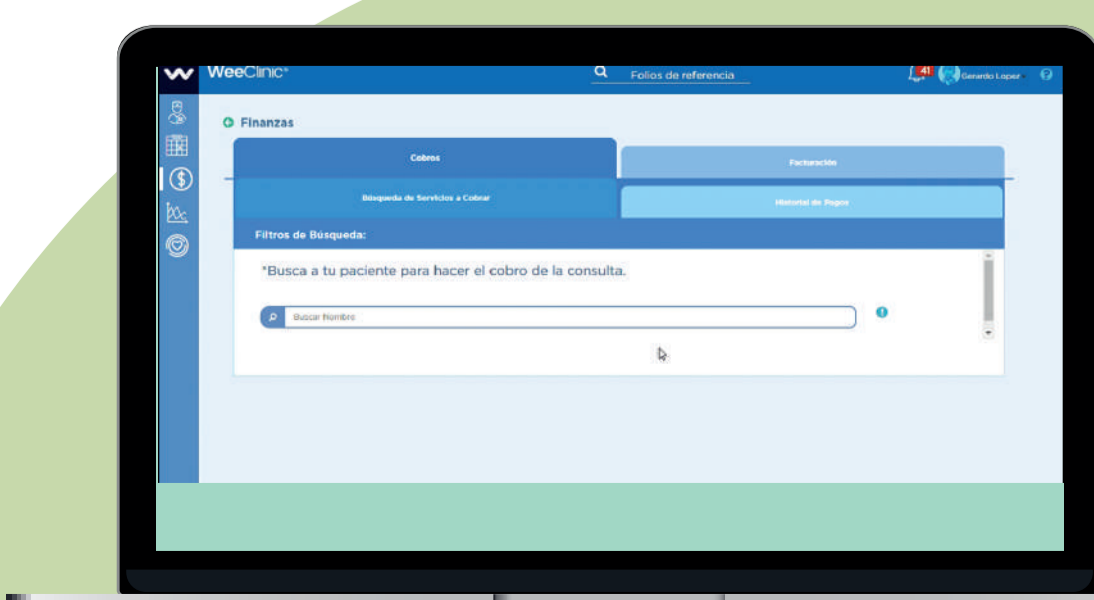 WeeClinic®
Folios de referencia
41
Gerardo Lopez
Finanzas
Cobros
Facturación
Búsqueda de Servicios a Cobrar
Historial de Pagos
Filtros de Búsqueda:
*Busca a tu paciente para hacer el cobro de la consulta.
Buscar Nombre